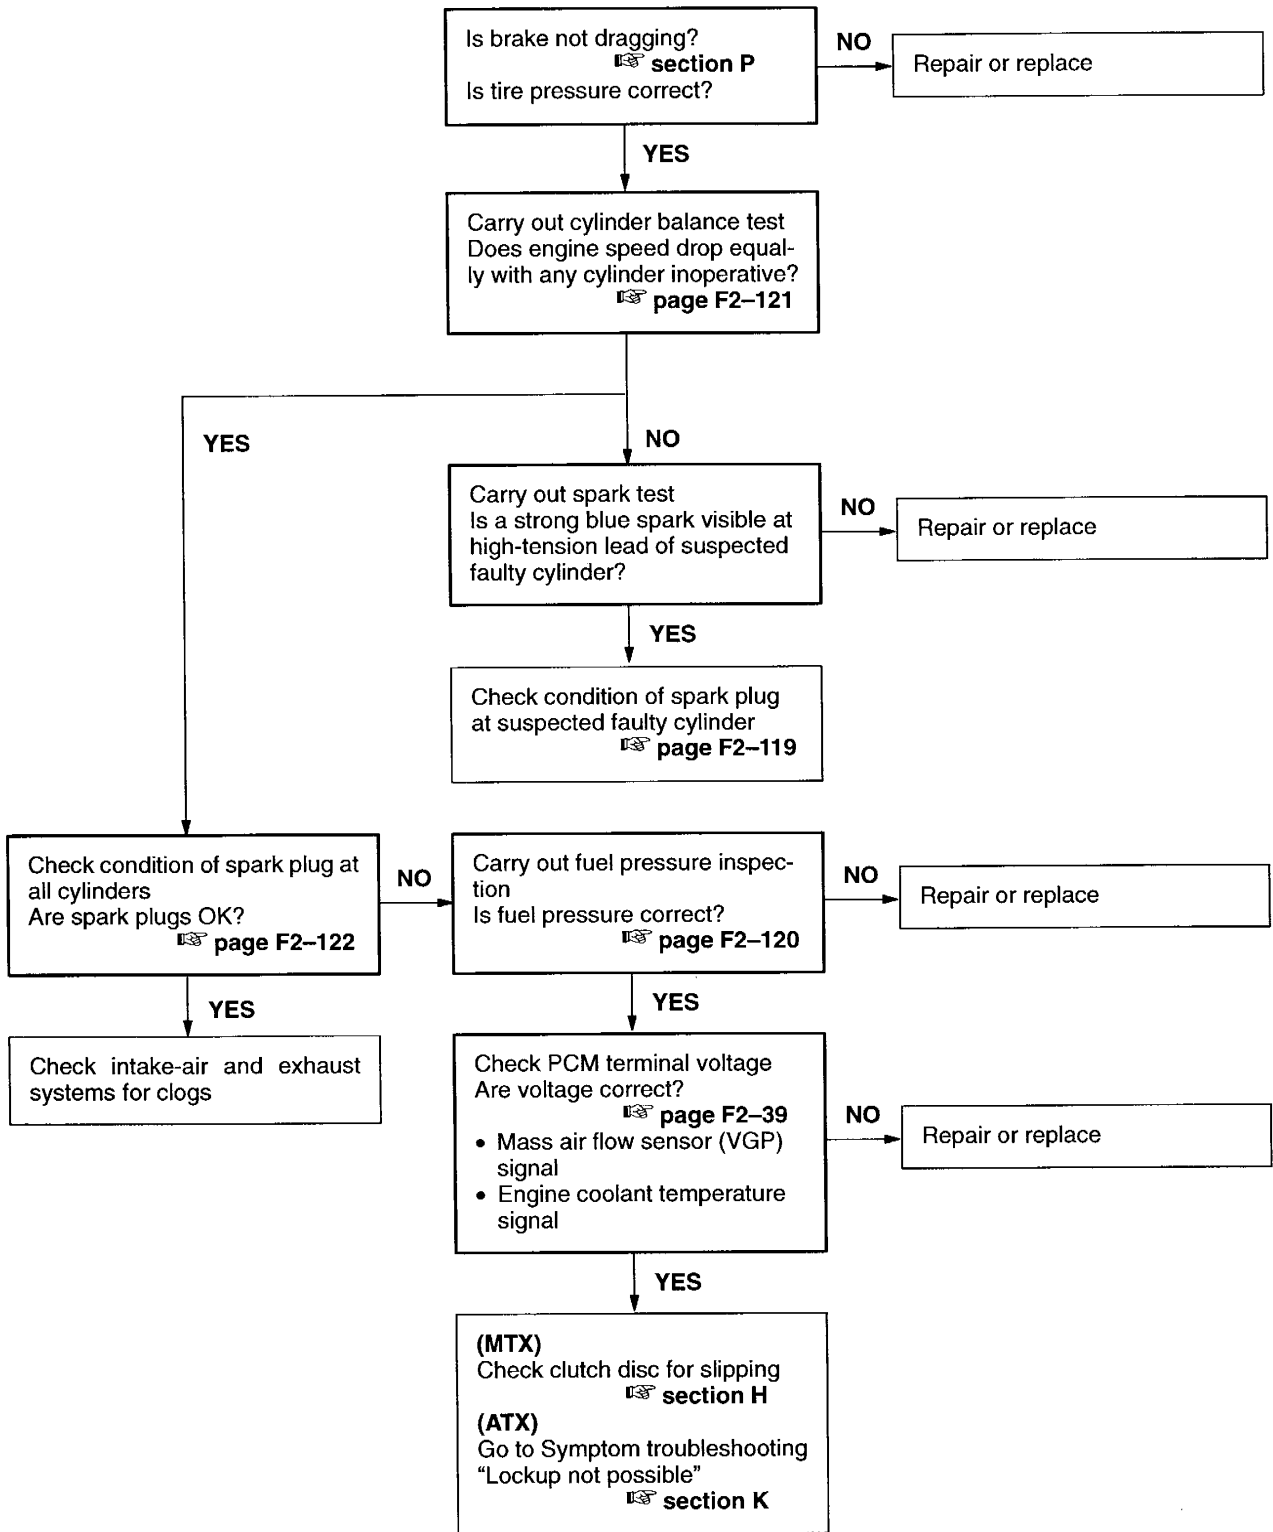 Is brake not dragging?
☞ section P
Is tire pressure correct?
NO
Repair or replace
YES
Carry out cylinder balance test
Does engine speed drop equal-
ly with any cylinder inoperative?
☞ page F2–121
YES
NO
Carry out spark test
Is a strong blue spark visible at
high-tension lead of suspected
faulty cylinder?
NO
Repair or replace
YES
Check condition of spark plug
at suspected faulty cylinder
☞ page F2–119
Check condition of spark plug at
all cylinders
Are spark plugs OK?
☞ page F2–122
NO
Carry out fuel pressure inspec-
tion
Is fuel pressure correct?
☞ page F2–120
NO
Repair or replace
YES
Check intake-air and exhaust
systems for clogs
YES
Check PCM terminal voltage
Are voltage correct?
☞ page F2–39
• Mass air flow sensor (VGP)
signal
• Engine coolant temperature
signal
NO
Repair or replace
YES
(MTX)
Check clutch disc for slipping
☞ section H
(ATX)
Go to Symptom troubleshooting
“Lockup not possible”
☞ section K